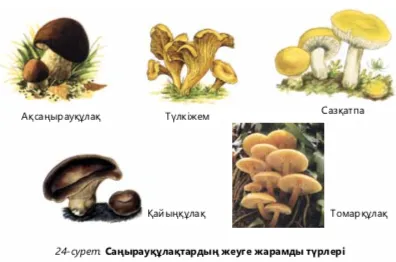 Ақсаңырауқұлақ Түлкіжем Сазқатпа
Қайыңқұлақ Томарқұлақ
24-сурет. Саңырауқұлақтардың жеуге жарамды түрлері